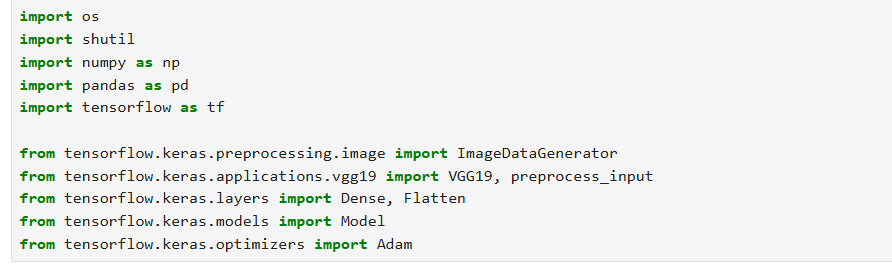 import os
import shutil
import numpy as np
import pandas as pd
import tensorflow as tf
from tensorflow.keras.preprocessing.image import ImageDataGenerator
from tensorflow.keras.applications.vgg19 import VGG19, preprocess_input
from tensorflow.keras.layers import Dense, Flatten
from tensorflow.keras.models import Model
from tensorflow.keras.optimizers import Adam